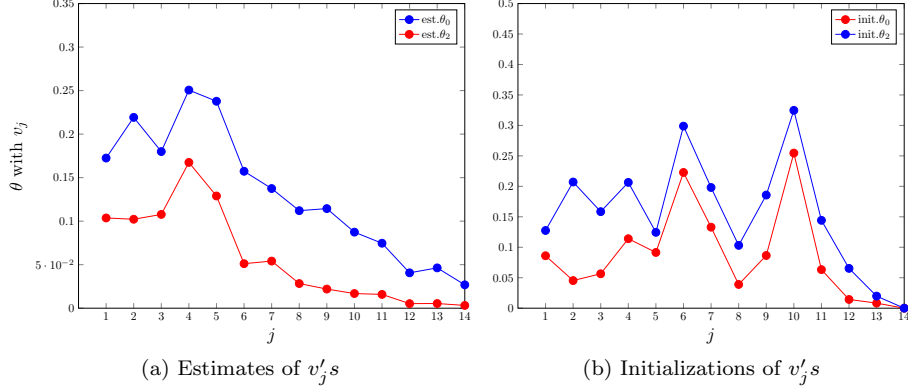 0.35
0.3
0.25
0.2
0.15
0.1
5 · 10⁻²
0
θ with v_j
est.θ₀
est.θ₂
1 2 3 4 5 6 7 8 9 10 11 12 13 14
j
(a) Estimates of v′_j s
0.5
0.45
0.4
0.35
0.3
0.25
0.2
0.15
0.1
0.05
0
init.θ₀
init.θ₂
1 2 3 4 5 6 7 8 9 10 11 12 13 14
j
(b) Initializations of v′_j s